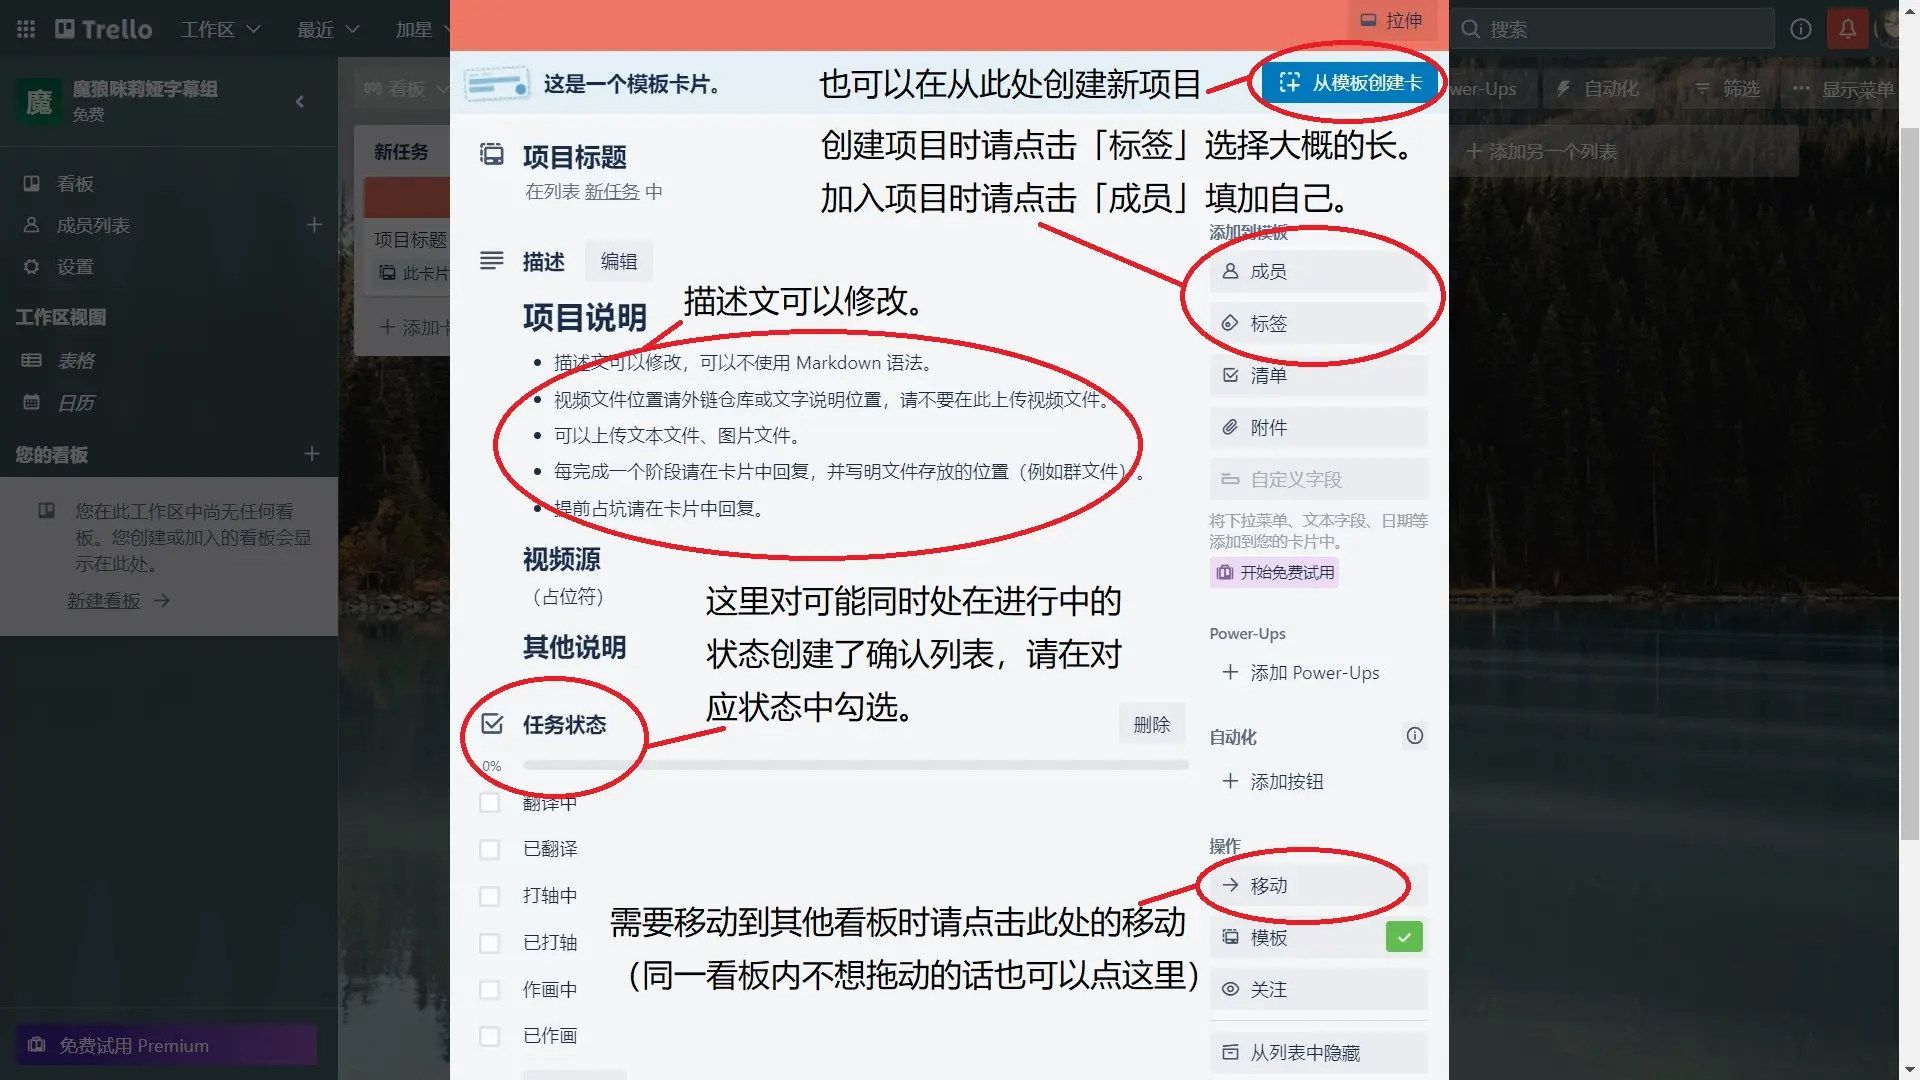 Trello
工作区
最近
加星
拉伸
搜索
魔
魔狼咪莉娅字幕组
免费
看板
这是一个模板卡片。
也可以在从此处创建新项目
从模板创建卡
wer-Ups
自动化
筛选
显示菜单
新任务
项目标题
在列表 新任务 中
创建项目时请点击「标签」选择大概的长。
加入项目时请点击「成员」填加自己。
添加另一个列表
看板
成员列表
设置
工作区视图
表格
日历
您的看板
您在此工作区中尚无任何看
板。您创建或加入的看板会显
示在此处。
新建看板
免费试用 Premium
项目标题
此卡片
添加卡
描述
编辑
描述文可以修改。
项目说明
描述文可以修改，可以不使用 Markdown 语法。
视频文件位置请外链仓库或文字说明位置，请不要在此上传视频文件。
可以上传文本文件、图片文件。
每完成一个阶段请在卡片中回复，并写明文件存放的位置（例如群文件）。
提前占坑请在卡片中回复。
视频源
（占位符）
其他说明
这里对可能同时处在进行中的
状态创建了确认列表，请在对
应状态中勾选。
任务状态
删除
0%
翻译中
已翻译
打轴中
已打轴
作画中
已作画
需要移动到其他看板时请点击此处的移动
（同一看板内不想拖动的话也可以点这里）
添加到模板
成员
标签
清单
附件
自定义字段
将下拉菜单、文本字段、日期等
添加到您的卡片中。
开始免费试用
Power-Ups
添加 Power-Ups
自动化
添加按钮
操作
移动
模板
关注
从列表中隐藏